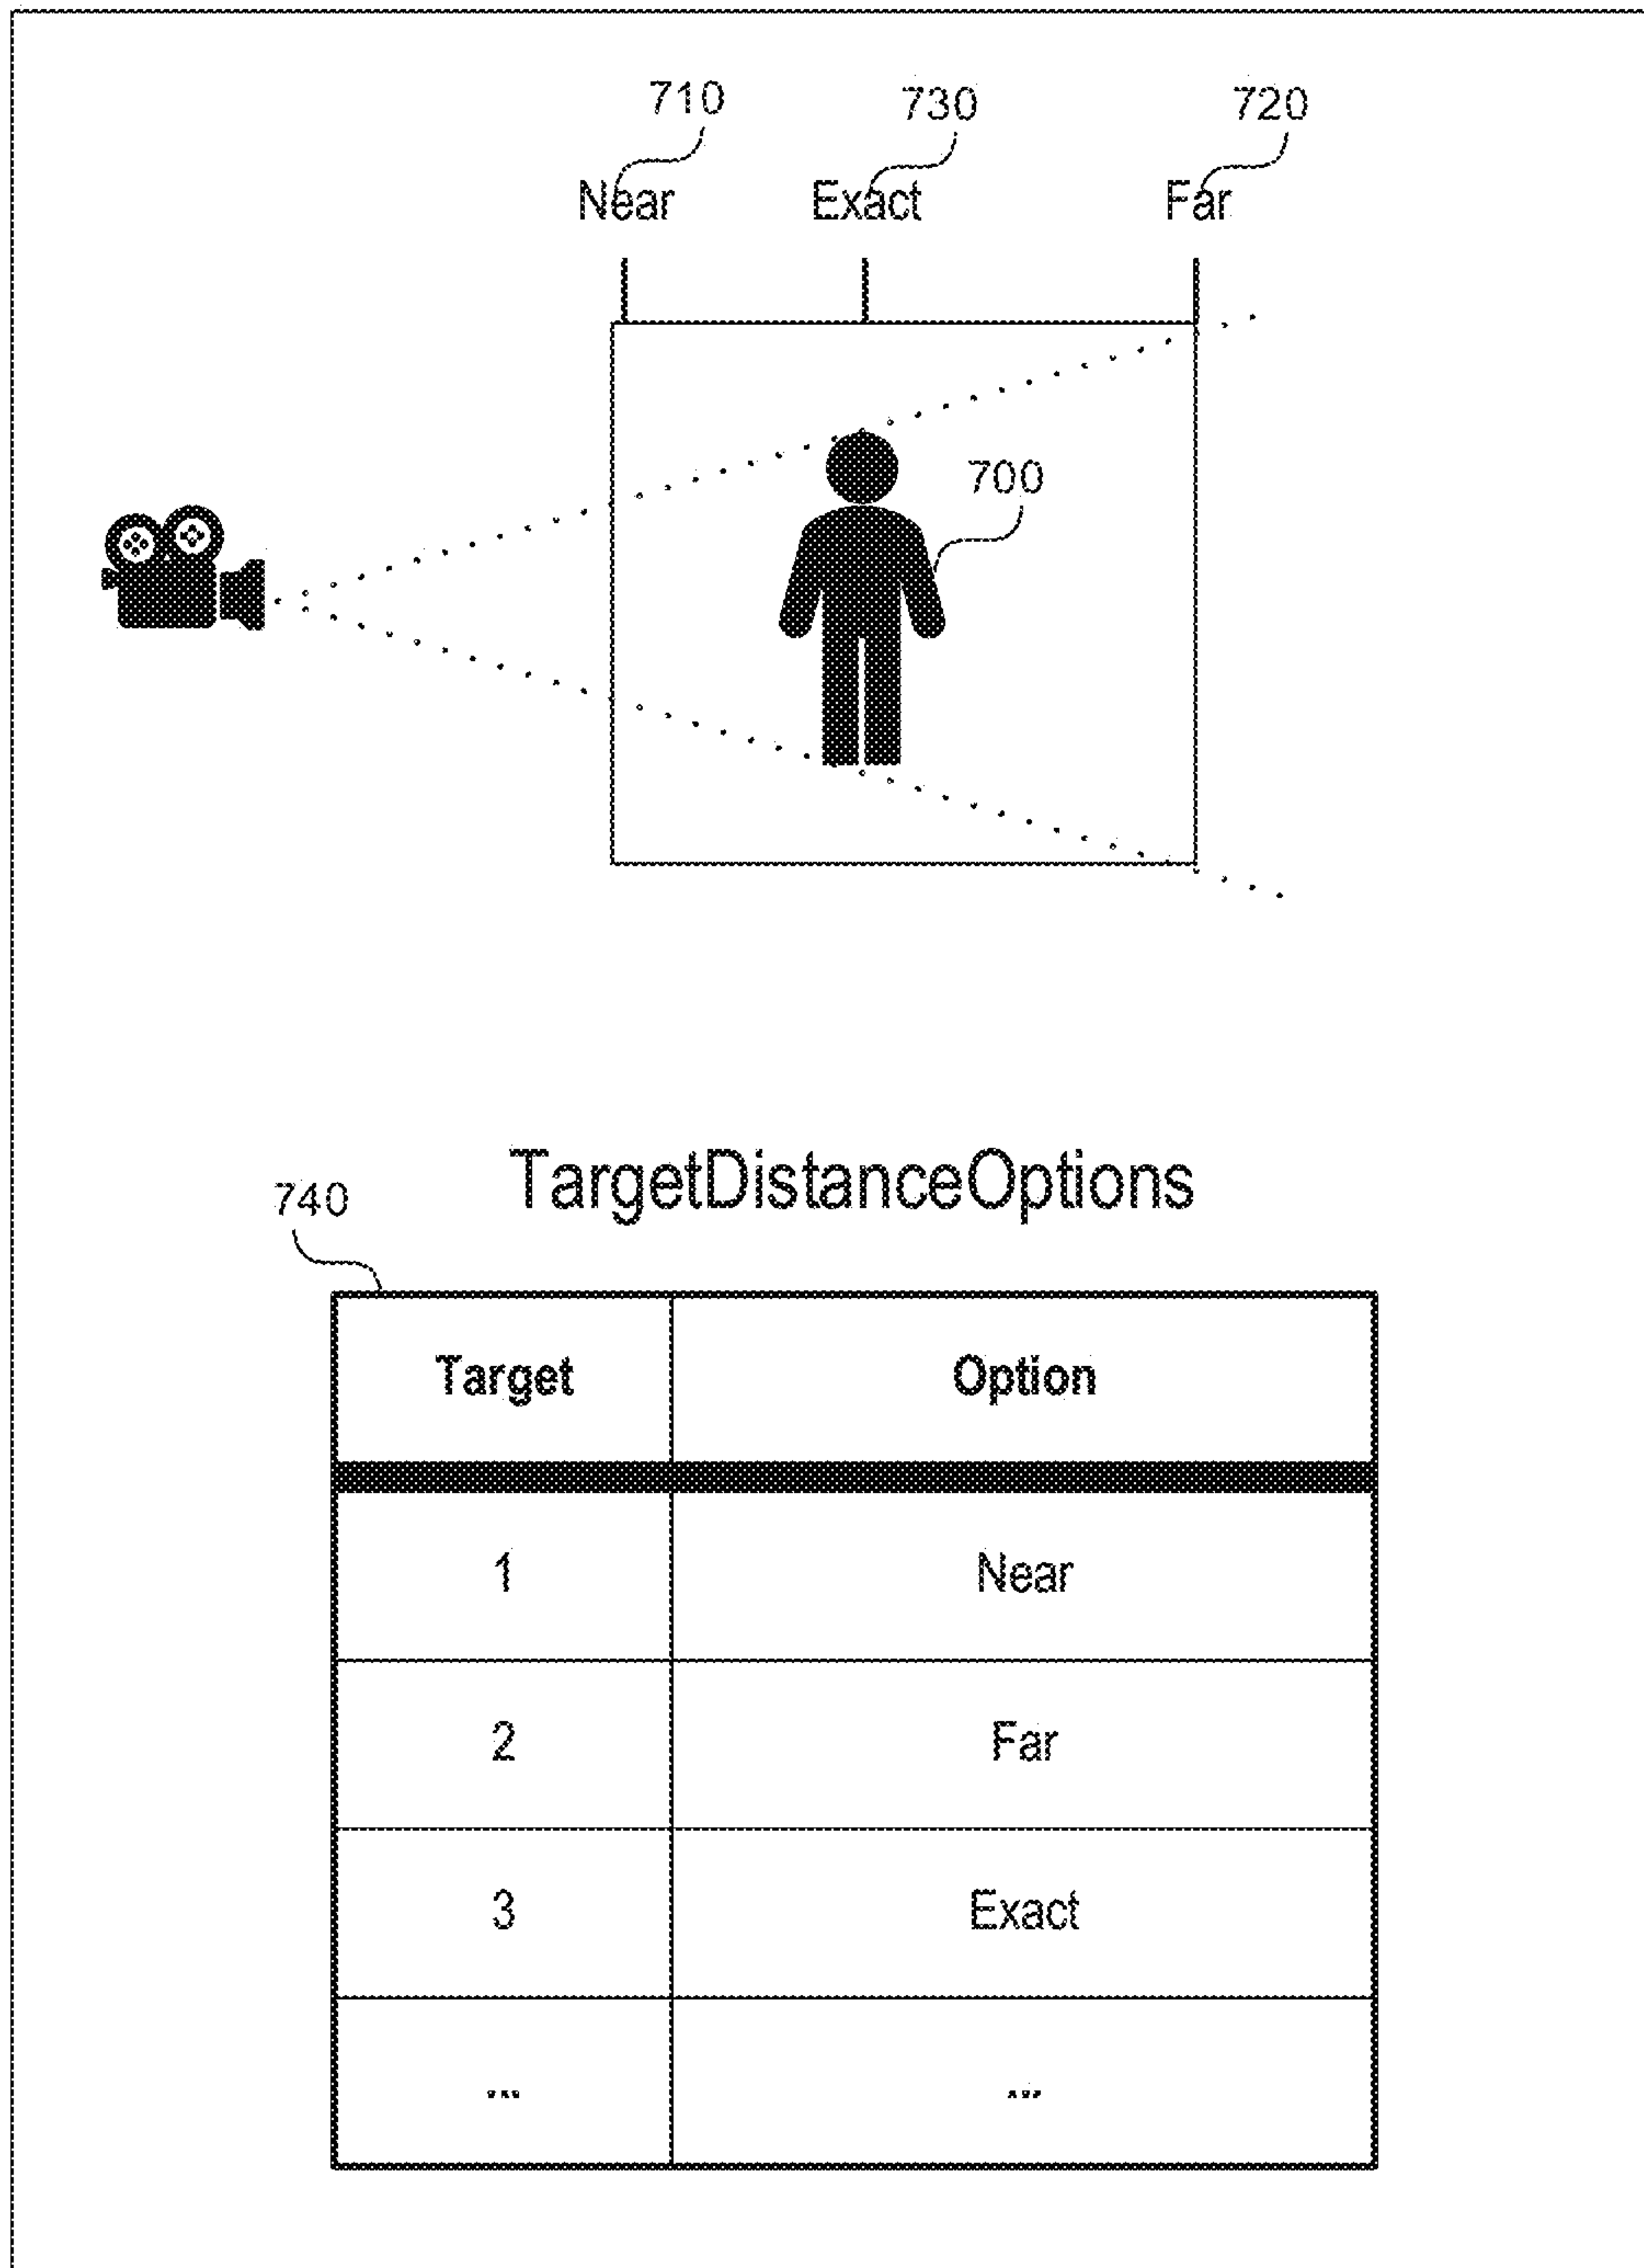 710 730 720
Near Exact Far
700
TargetDistanceOptions
740
Target Option
1 Near
2 Far
3 Exact
... ...